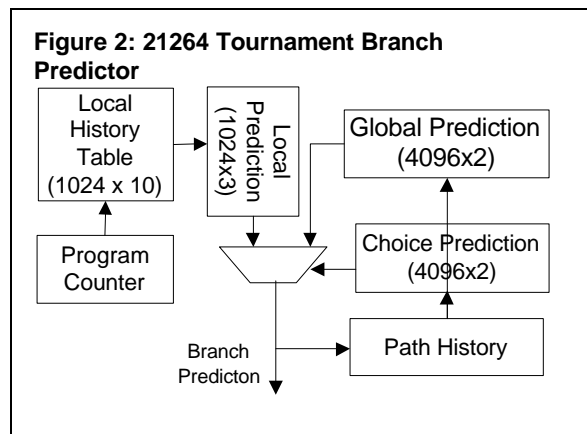 Figure 2: 21264 Tournament Branch
Predictor
Local
History
Table
(1024 x 10)
Local
Prediction
(1024x3)
Global Prediction
(4096x2)
Program
Counter
Choice Prediction
(4096x2)
Path History
Branch
Predicton